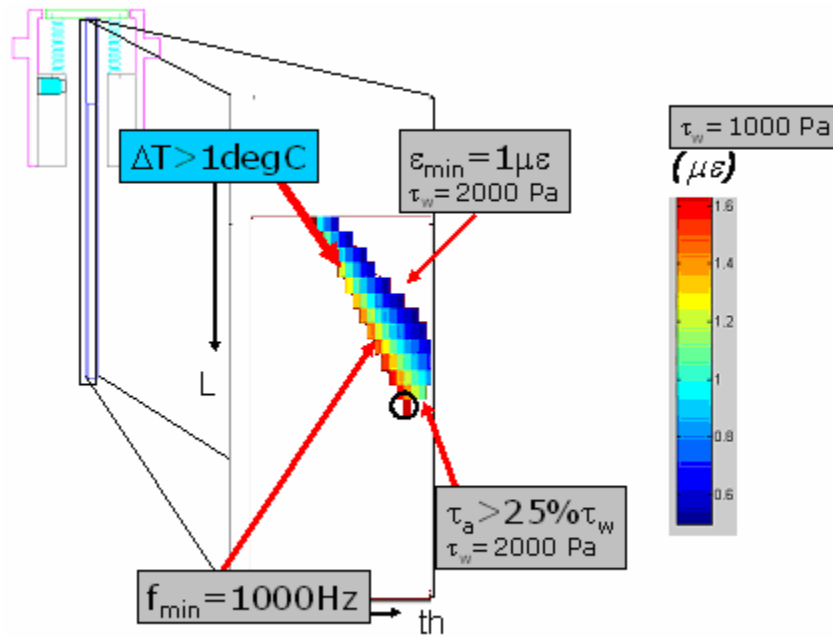 τw = 1000 Pa
ΔT>1degC
εmin=1με
τw=2000 Pa
(με)
1.6
1.4
1.2
1
0.8
0.6
L
τa>25%τw
τw=2000 Pa
fmin=1000Hz
th